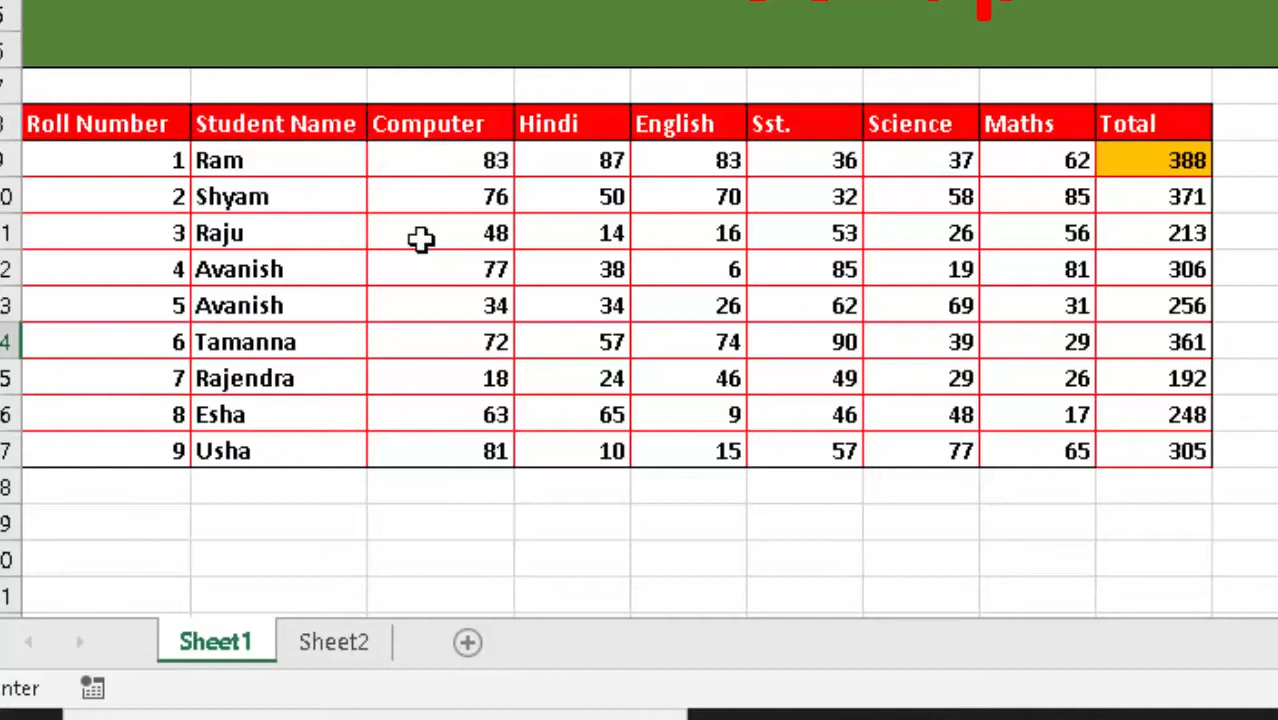 Roll Number Student Name Computer Hindi English Sst. Science Maths Total
1 Ram 83 87 83 36 37 62 388
2 Shyam 76 50 70 32 58 85 371
3 Raju 48 14 16 53 26 56 213
4 Avanish 77 38 6 85 19 81 306
5 Avanish 34 34 26 62 69 31 256
6 Tamanna 72 57 74 90 39 29 361
7 Rajendra 18 24 46 49 29 26 192
8 Esha 63 65 9 46 48 17 248
9 Usha 81 10 15 57 77 65 305
Sheet1 Sheet2